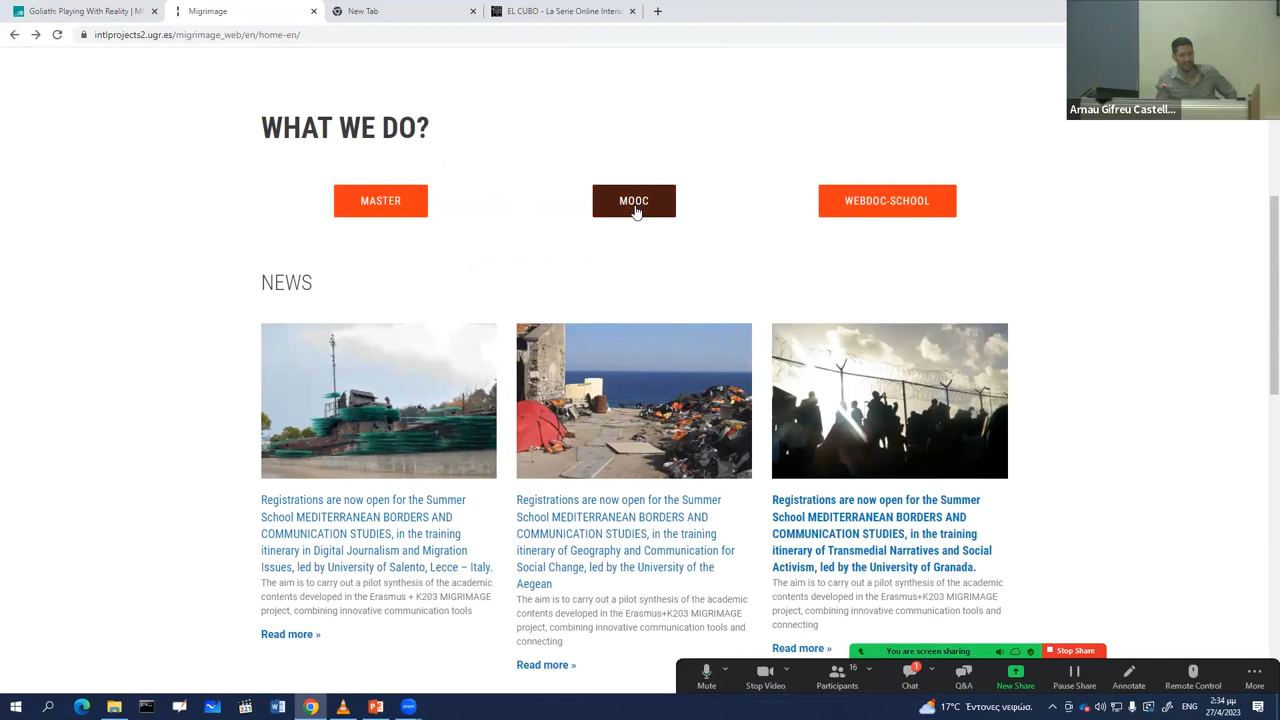 Goliath: Playing With Reality | M
Migrimage
New Tab
EL CUBO - La Serie Online Intera
intlprojects2.ugr.es/migrimage_web/en/home-en/
Arnau Gifreu Castell...
WHAT WE DO?
MASTER
MOOC
WEBDOC-SCHOOL
NEWS
Registrations are now open for the Summer
School MEDITERRANEAN BORDERS AND
COMMUNICATION STUDIES, in the training
itinerary in Digital Journalism and Migration
Issues, led by University of Salento, Lecce – Italy.
The aim is to carry out a pilot synthesis of the academic
contents developed in the Erasmus + K203 MIGRIMAGE
project, combining innovative communication tools
Read more »
Registrations are now open for the Summer
School MEDITERRANEAN BORDERS AND
COMMUNICATION STUDIES, in the training
itinerary of Geography and Communication for
Social Change, led by the University of the
Aegean
The aim is to carry out a pilot synthesis of the academic
contents developed in the Erasmus+K203 MIGRIMAGE
project, combining innovative communication tools and
connecting
Read more »
Registrations are now open for the Summer
School MEDITERRANEAN BORDERS AND
COMMUNICATION STUDIES, in the training
itinerary of Transmedial Narratives and Social
Activism, led by the University of Granada.
The aim is to carry out a pilot synthesis of the academic
contents developed in the Erasmus+K203 MIGRIMAGE
project, combining innovative communication tools and
connecting
Read more »
You are screen sharing
Stop Share
Mute
Stop Video
16
Participants
1
Chat
Q&A
New Share
Pause Share
Annotate
Remote Control
More
17°C Έντονες νεφώσ.
ENG
2:34 μμ
27/4/2023